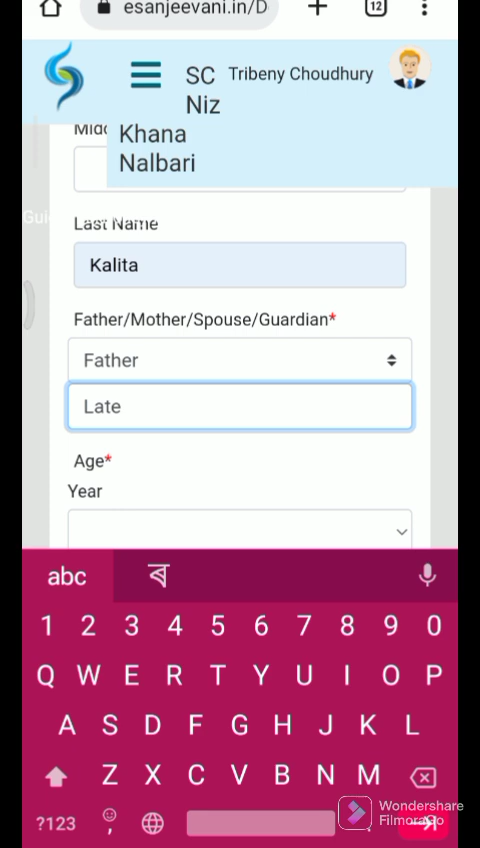 esanjeevani.in/D
12
SC
Niz
Tribeny Choudhury
Khana
Nalbari
Last Name
Kalita
Father/Mother/Spouse/Guardian*
Father
Late
Age*
Year
abc
ব
1 2 3 4 5 6 7 8 9 0
Q W E R T Y U I O P
A S D F G H J K L
Z X C V B N M
?123 ,
Wondershare